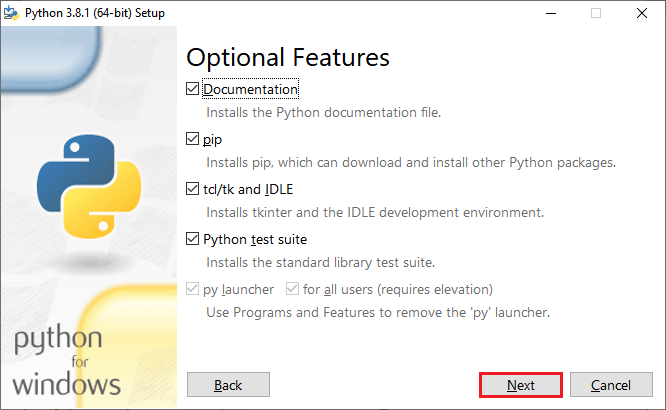 Python 3.8.1 (64-bit) Setup
Optional Features
Documentation
Installs the Python documentation file.
pip
Installs pip, which can download and install other Python packages.
tcl/tk and IDLE
Installs tkinter and the IDLE development environment.
Python test suite
Installs the standard library test suite.
py launcher for all users (requires elevation)
Use Programs and Features to remove the 'py' launcher.
python
for
windows
Back Next Cancel